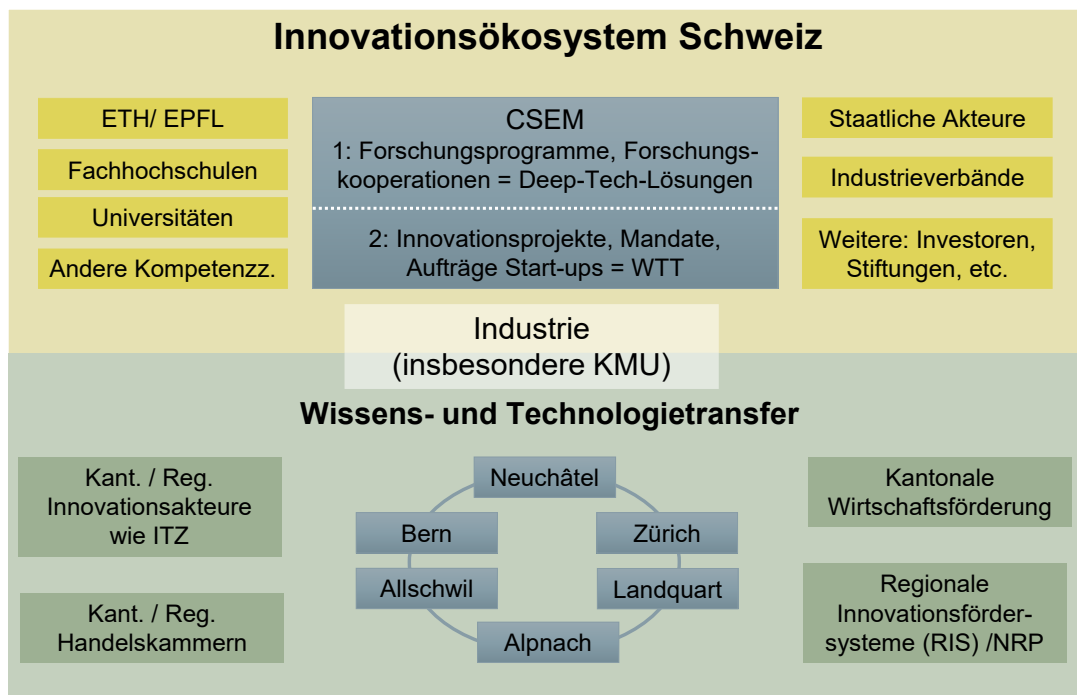 Innovationsökosystem Schweiz
ETH/ EPFL
Fachhochschulen
Universitäten
Andere Kompetenzz.
CSEM
1: Forschungsprogramme, Forschungs-
kooperationen = Deep-Tech-Lösungen
2: Innovationsprojekte, Mandate,
Aufträge Start-ups = WTT
Staatliche Akteure
Industrieverbände
Weitere: Investoren,
Stiftungen, etc.
Industrie
(insbesondere KMU)
Wissens- und Technologietransfer
Kant. / Reg.
Innovationsakteure
wie ITZ
Kant. / Reg.
Handelskammern
Neuchâtel
Bern
Zürich
Allschwil
Landquart
Alpnach
Kantonale
Wirtschaftsförderung
Regionale
Innovationsförder-
systeme (RIS) /NRP